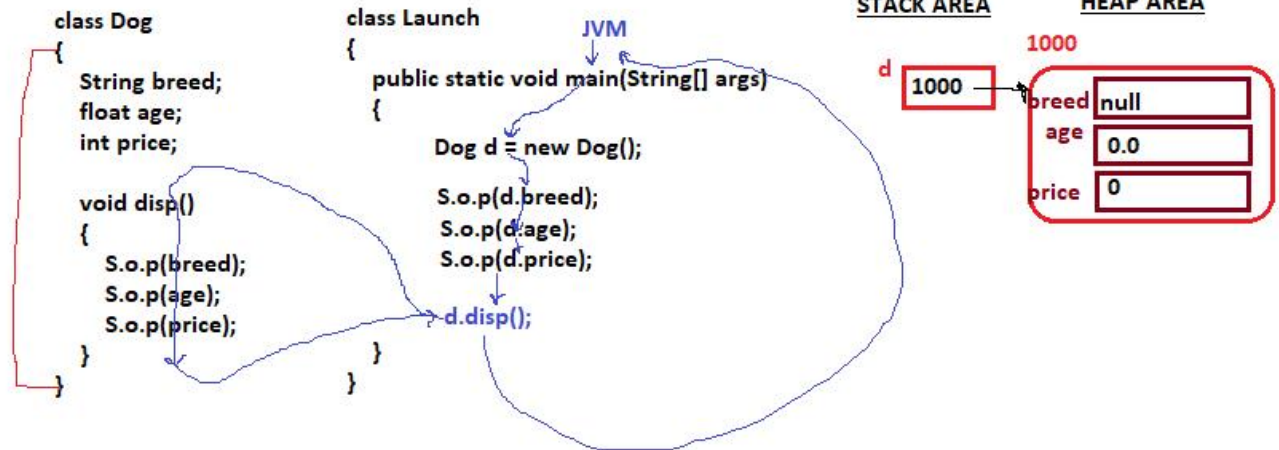 class Dog
{
String breed;
float age;
int price;
void disp()
{
S.o.p(breed);
S.o.p(age);
S.o.p(price);
}
}
class Launch
{
JVM
public static void main(String[] args)
{
Dog d = new Dog();
S.o.p(d.breed);
S.o.p(d.age);
S.o.p(d.price);
d.disp();
}
}
STACK AREA
d
1000
HEAP AREA
1000
breed null
age 0.0
price 0